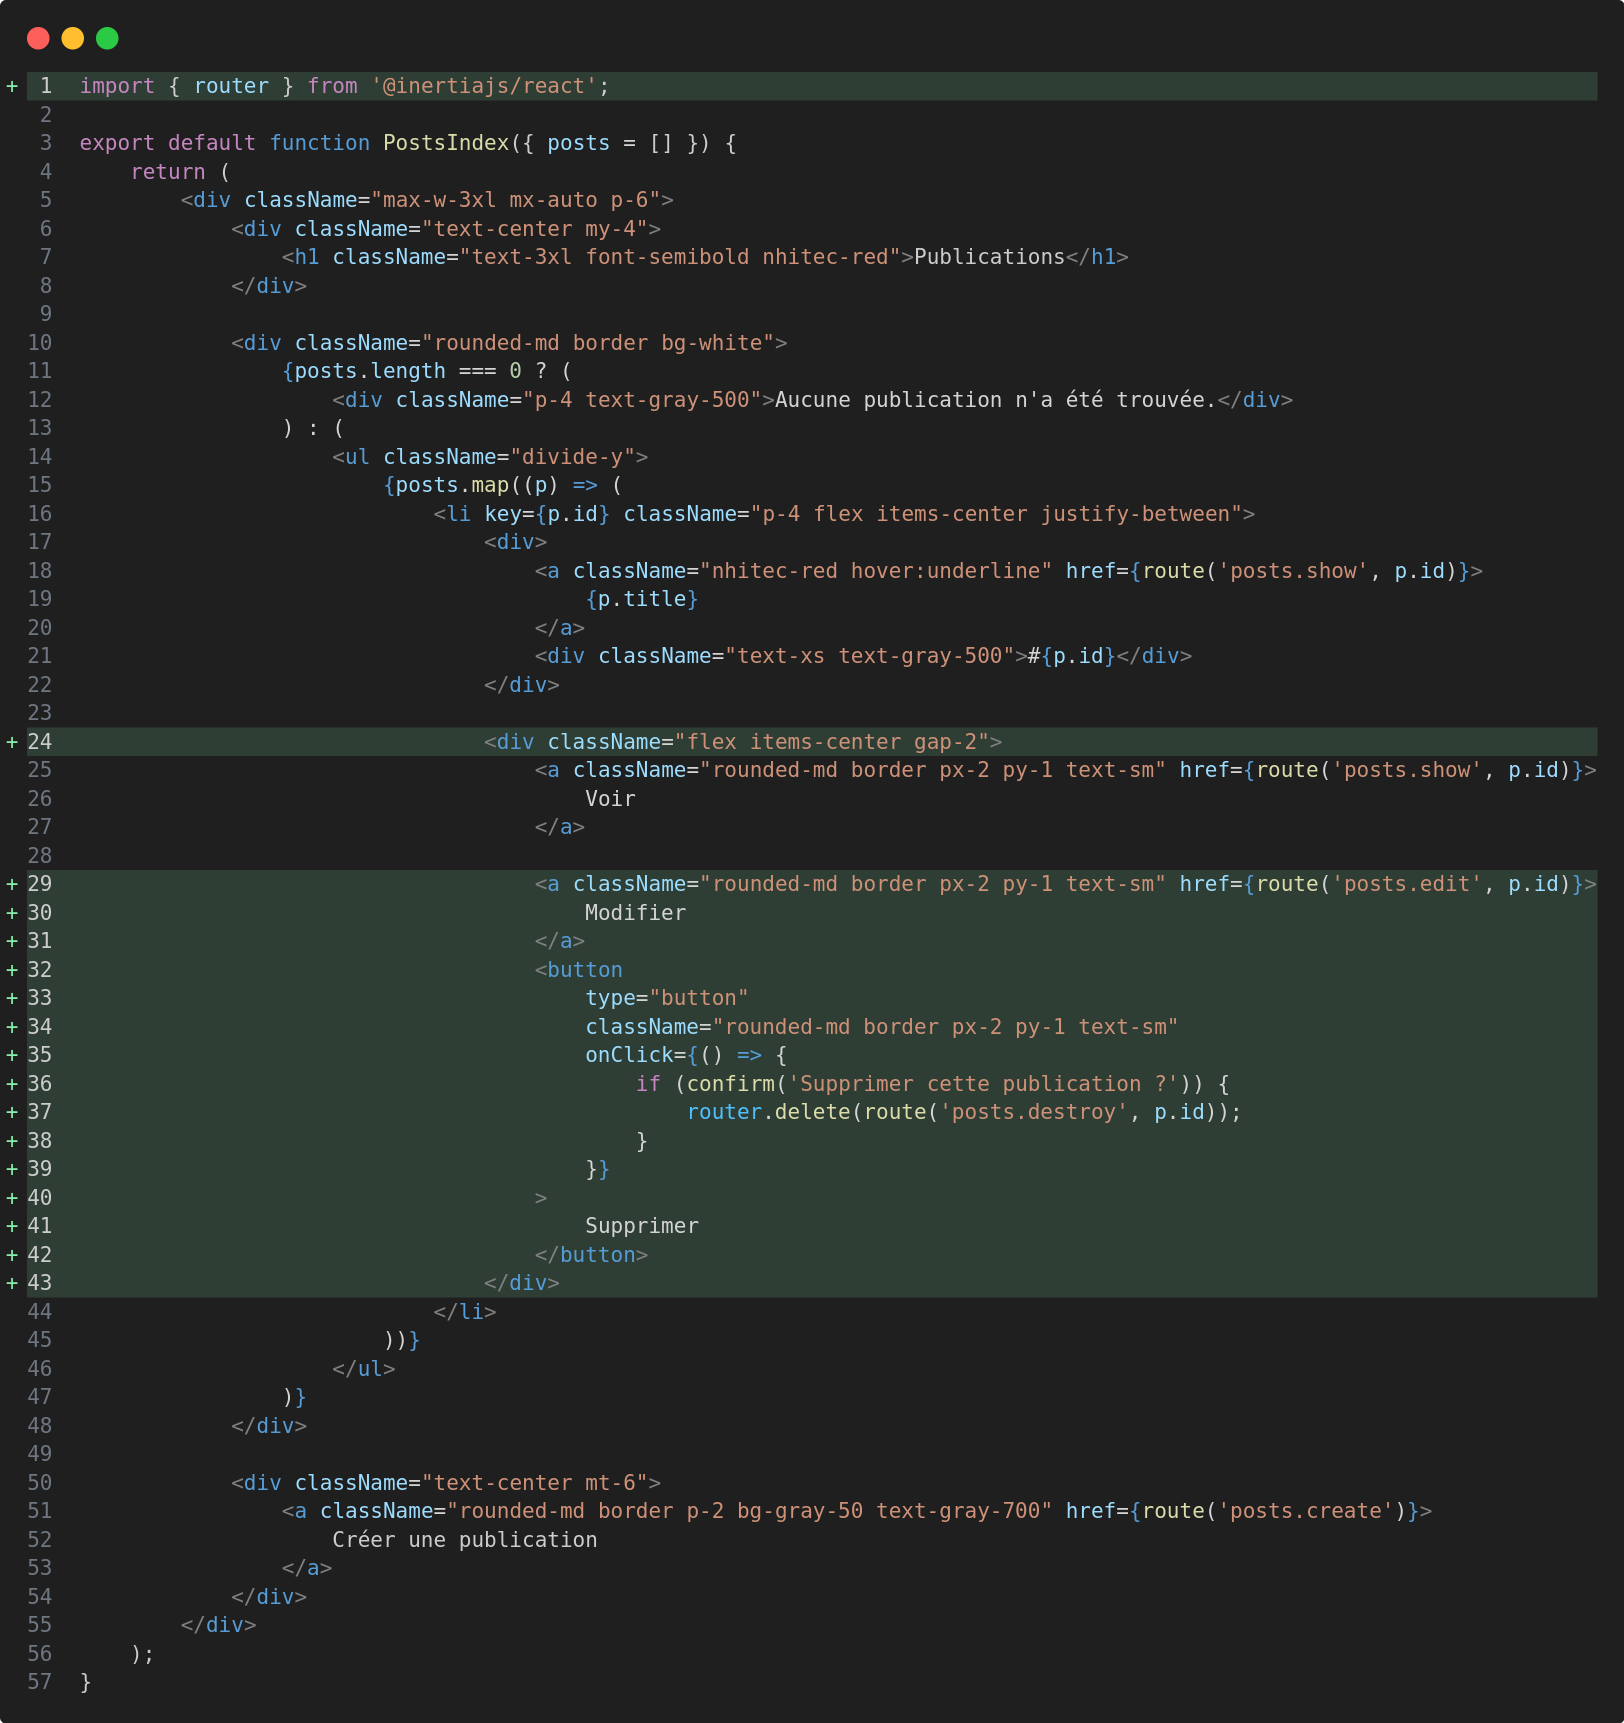 + 1 import { router } from '@inertiajs/react';
2
3 export default function PostsIndex({ posts = [] }) {
4     return (
5         <div className="max-w-3xl mx-auto p-6">
6             <div className="text-center my-4">
7                 <h1 className="text-3xl font-semibold nhitec-red">Publications</h1>
8             </div>
9
10             <div className="rounded-md border bg-white">
11                 {posts.length === 0 ? (
12                     <div className="p-4 text-gray-500">Aucune publication n'a été trouvée.</div>
13                 ) : (
14                     <ul className="divide-y">
15                         {posts.map((p) => (
16                             <li key={p.id} className="p-4 flex items-center justify-between">
17                                 <div>
18                                     <a className="nhitec-red hover:underline" href={route('posts.show', p.id)}>
19                                         {p.title}
20                                     </a>
21                                     <div className="text-xs text-gray-500">#{p.id}</div>
22                                 </div>
23
+ 24                                 <div className="flex items-center gap-2">
25                                     <a className="rounded-md border px-2 py-1 text-sm" href={route('posts.show', p.id)}>
26                                         Voir
27                                     </a>
28
+ 29                                     <a className="rounded-md border px-2 py-1 text-sm" href={route('posts.edit', p.id)}>
+ 30                                         Modifier
+ 31                                     </a>
+ 32                                     <button
+ 33                                         type="button"
+ 34                                         className="rounded-md border px-2 py-1 text-sm"
+ 35                                         onClick={() => {
+ 36                                             if (confirm('Supprimer cette publication ?')) {
+ 37                                                 router.delete(route('posts.destroy', p.id));
+ 38                                             }
+ 39                                         }}
+ 40                                     >
+ 41                                         Supprimer
+ 42                                     </button>
+ 43                                 </div>
44                             </li>
45                         ))}
46                     </ul>
47                 )}
48             </div>
49
50             <div className="text-center mt-6">
51                 <a className="rounded-md border p-2 bg-gray-50 text-gray-700" href={route('posts.create')}>
52                     Créer une publication
53                 </a>
54             </div>
55         </div>
56     );
57 }